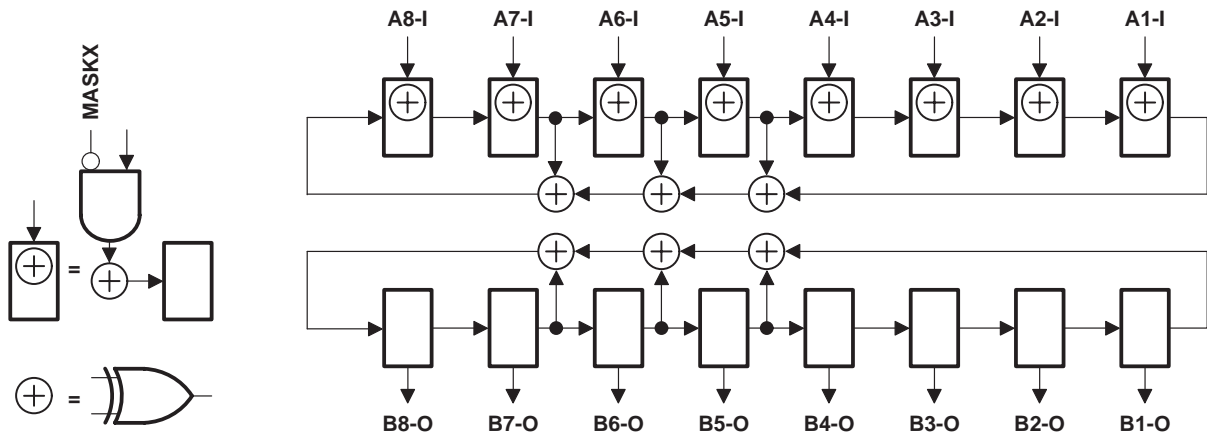 A8-I A7-I A6-I A5-I A4-I A3-I A2-I A1-I
MASKX
=
=
B8-O B7-O B6-O B5-O B4-O B3-O B2-O B1-O